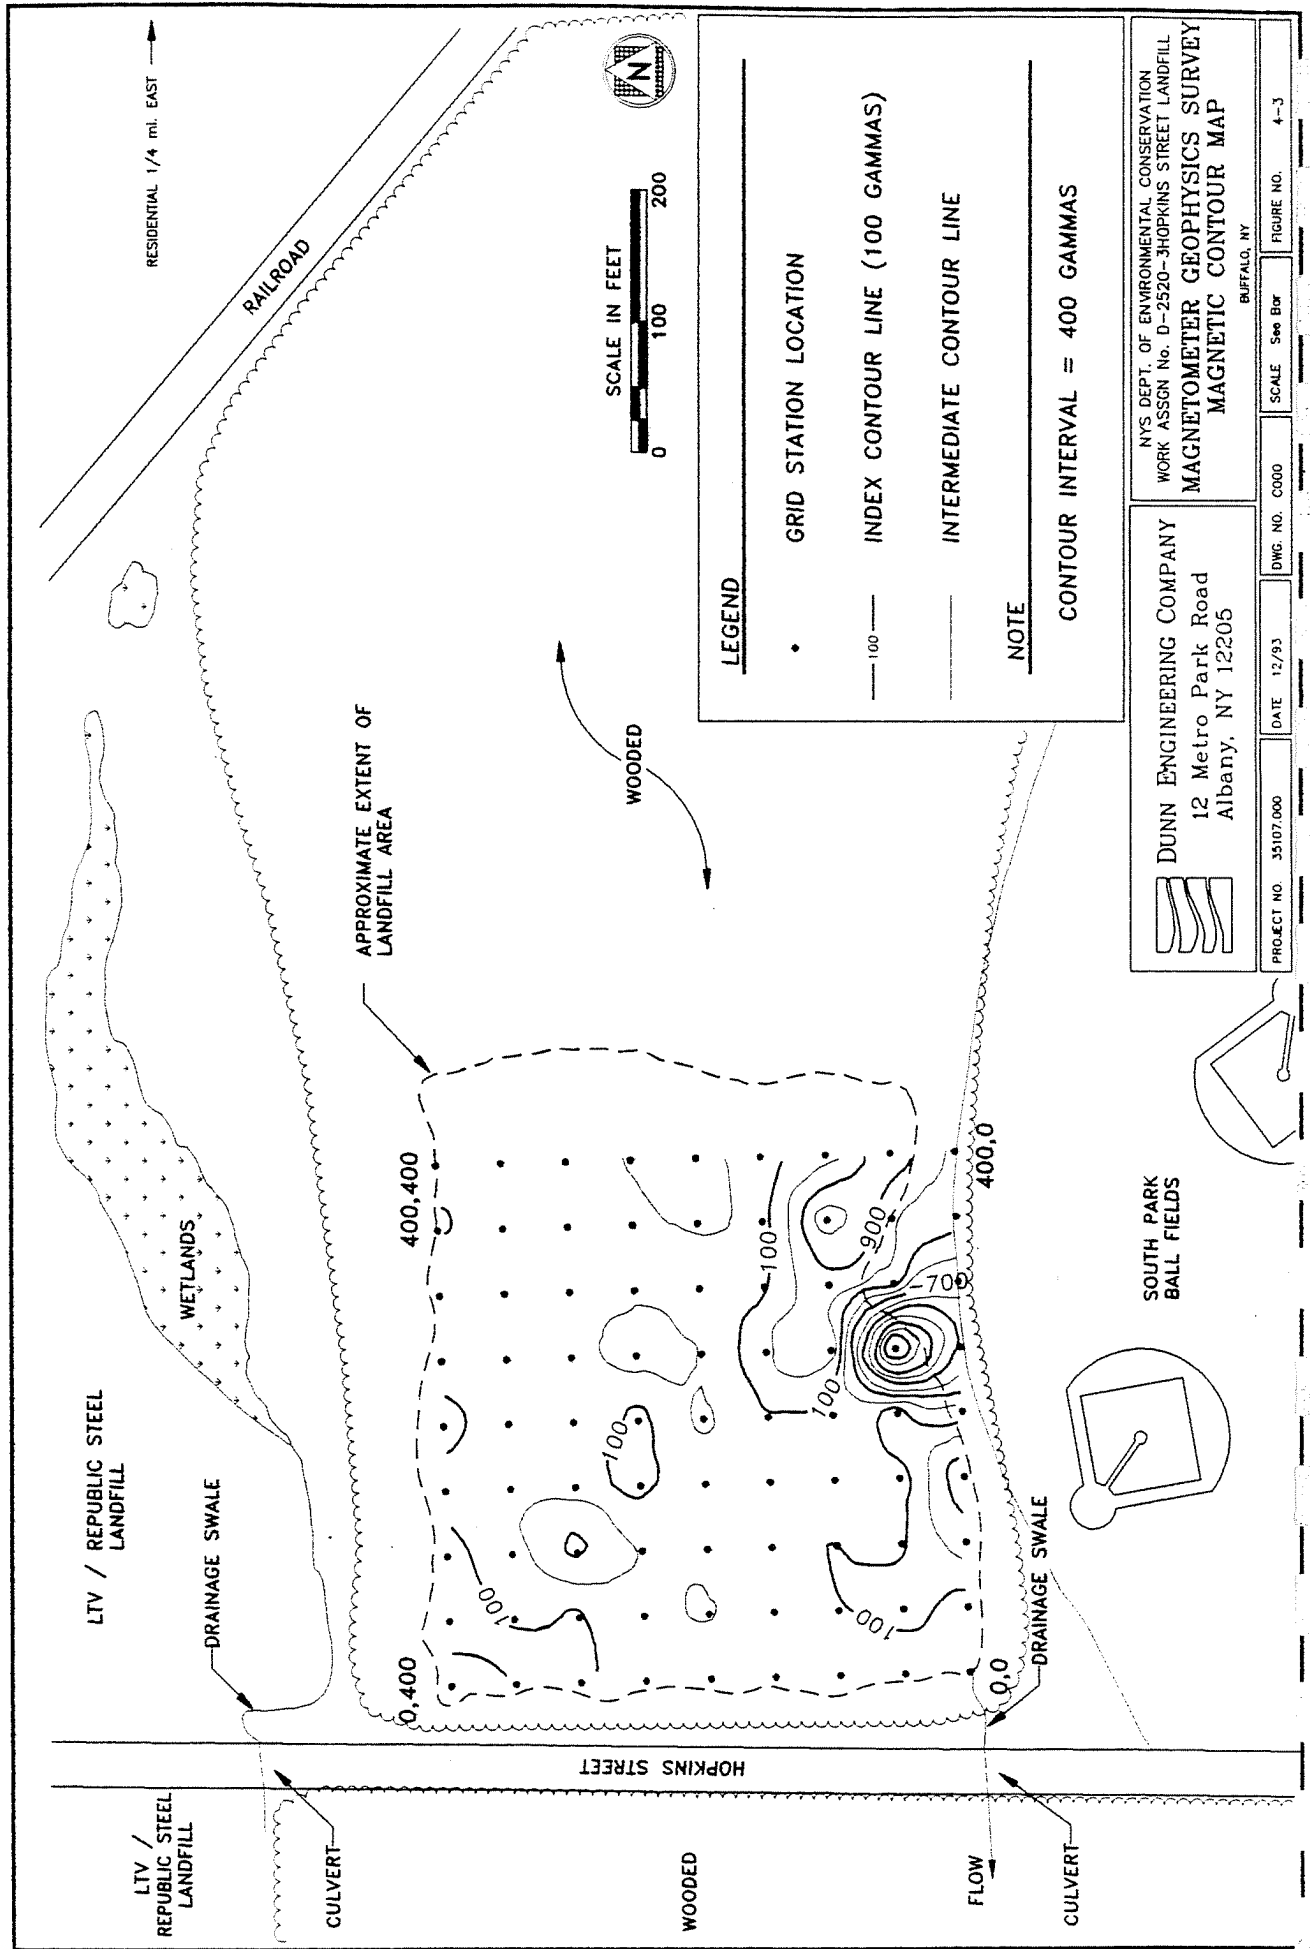 LTV /
REPUBLIC STEEL
LANDFILL
LTV / REPUBLIC STEEL
LANDFILL
RESIDENTIAL 1/4 mi. EAST
DRAINAGE SWALE
WETLANDS
RAILROAD
CULVERT
APPROXIMATE EXTENT OF
LANDFILL AREA
0,400
400,400
100
100
100
100
100
900
-700
HOPKINS STREET
WOODED
WOODED
0,0
400,0
FLOW
CULVERT
DRAINAGE SWALE
SOUTH PARK
BALL FIELDS
N
SCALE IN FEET
0 100 200
LEGEND
GRID STATION LOCATION
100 INDEX CONTOUR LINE (100 GAMMAS)
INTERMEDIATE CONTOUR LINE
NOTE
CONTOUR INTERVAL = 400 GAMMAS
DUNN ENGINEERING COMPANY
12 Metro Park Road
Albany, NY 12205
NYS DEPT. OF ENVIRONMENTAL CONSERVATION
WORK ASSGN No. D-2520-3HOPKINS STREET LANDFILL
MAGNETOMETER GEOPHYSICS SURVEY
MAGNETIC CONTOUR MAP
BUFFALO, NY
PROJECT NO. 35107.000 DATE 12/93 DWG. NO. C000 SCALE See Bar FIGURE NO. 4-3